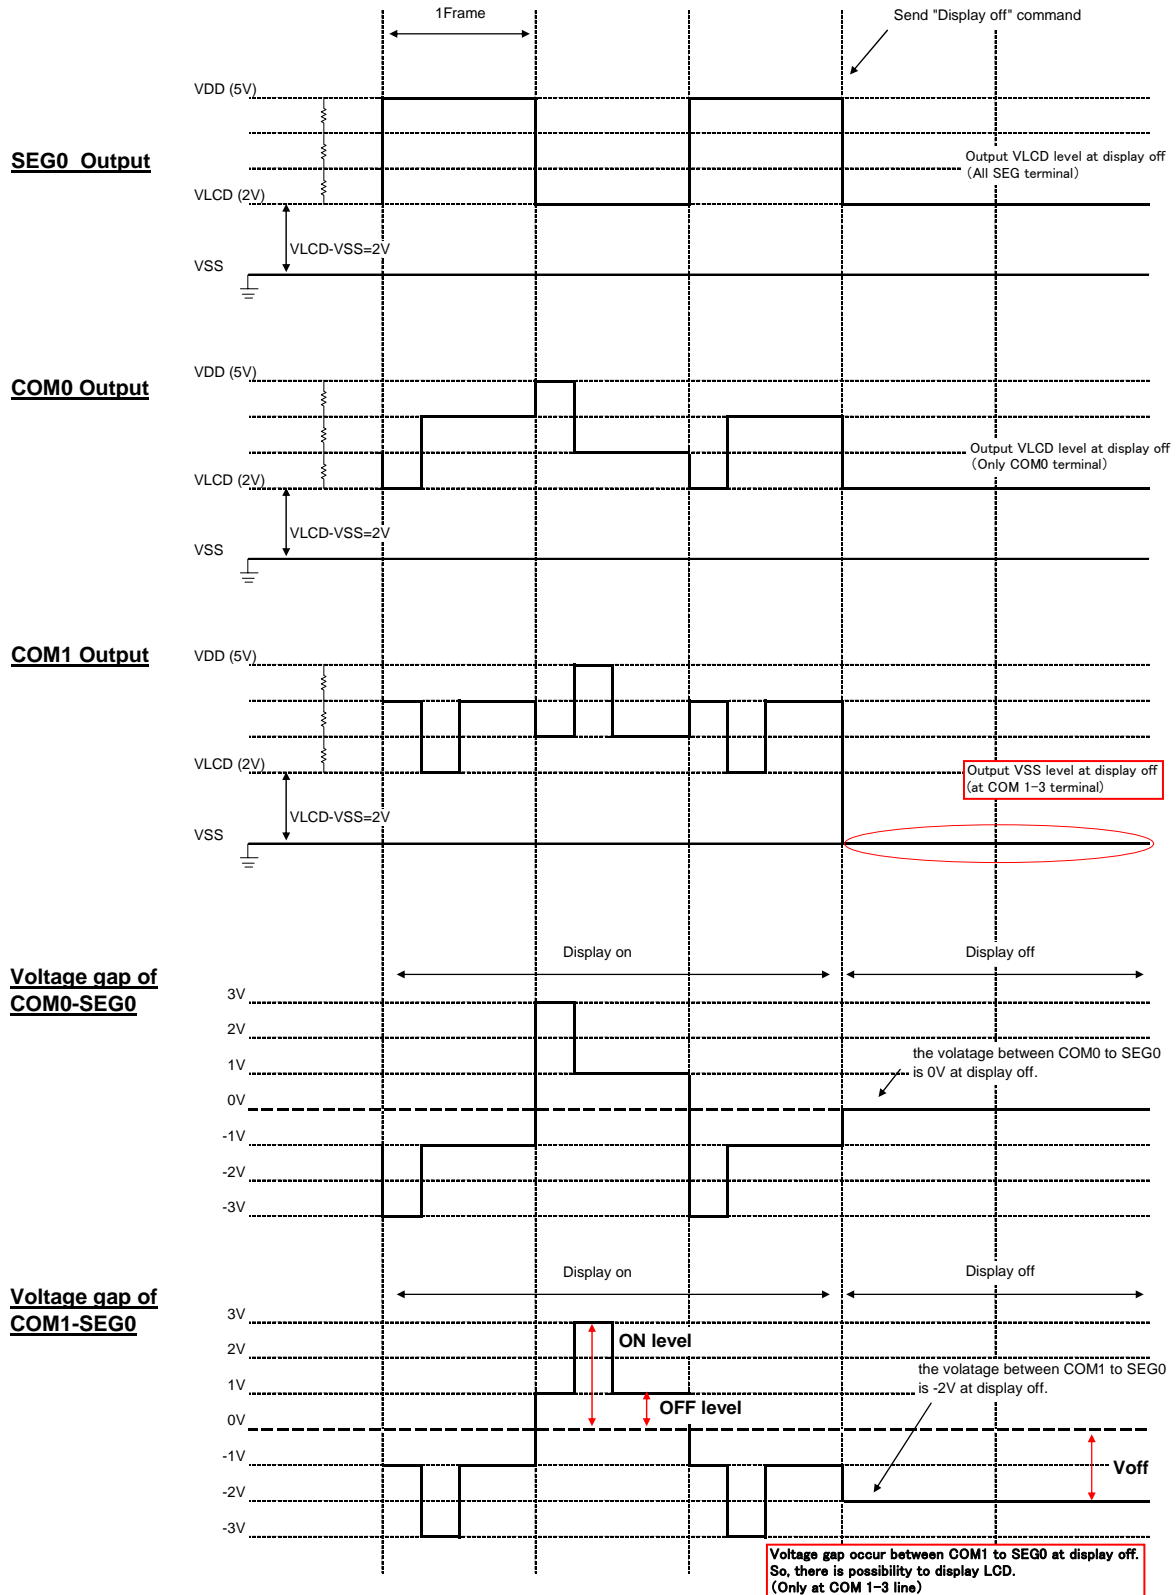 1Frame
Send "Display off" command
VDD (5V)
SEG0 Output
Output VLCD level at display off
(All SEG terminal)
VLCD (2V)
VLCD-VSS=2V
VSS
COM0 Output
VDD (5V)
Output VLCD level at display off
(Only COM0 terminal)
VLCD (2V)
VLCD-VSS=2V
VSS
COM1 Output
VDD (5V)
VLCD (2V)
Output VSS level at display off
(at COM 1-3 terminal)
VLCD-VSS=2V
VSS
Display on
Display off
Voltage gap of
COM0-SEG0
3V
2V
1V
the volatage between COM0 to SEG0
is 0V at display off.
0V
-1V
-2V
-3V
Display on
Display off
Voltage gap of
COM1-SEG0
3V
ON level
2V
the volatage between COM1 to SEG0
is -2V at display off.
1V
OFF level
0V
-1V
Voff
-2V
-3V
Voltage gap occur between COM1 to SEG0 at display off.
So, there is possibility to display LCD.
(Only at COM 1-3 line)